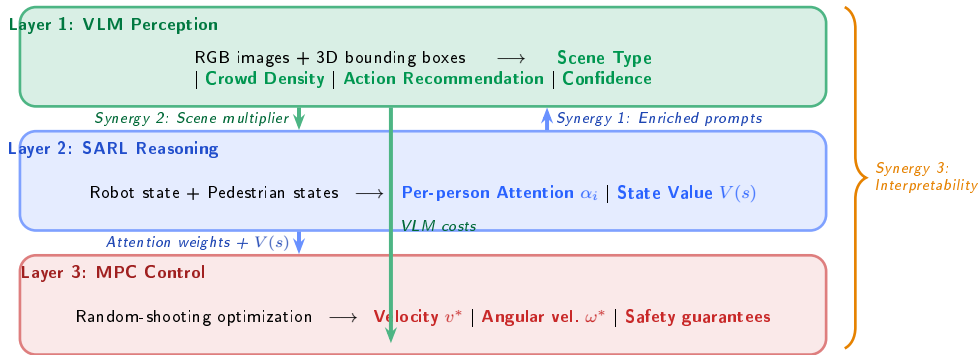 Layer 1: VLM Perception
RGB images + 3D bounding boxes ⟶ Scene Type
| Crowd Density | Action Recommendation | Confidence
Synergy 2: Scene multiplier
Synergy 1: Enriched prompts
Layer 2: SARL Reasoning
Robot state + Pedestrian states ⟶ Per-person Attention αᵢ | State Value V(s)
VLM costs
Attention weights + V(s)
Layer 3: MPC Control
Random-shooting optimization ⟶ Velocity v* | Angular vel. ω* | Safety guarantees
Synergy 3:
Interpretability